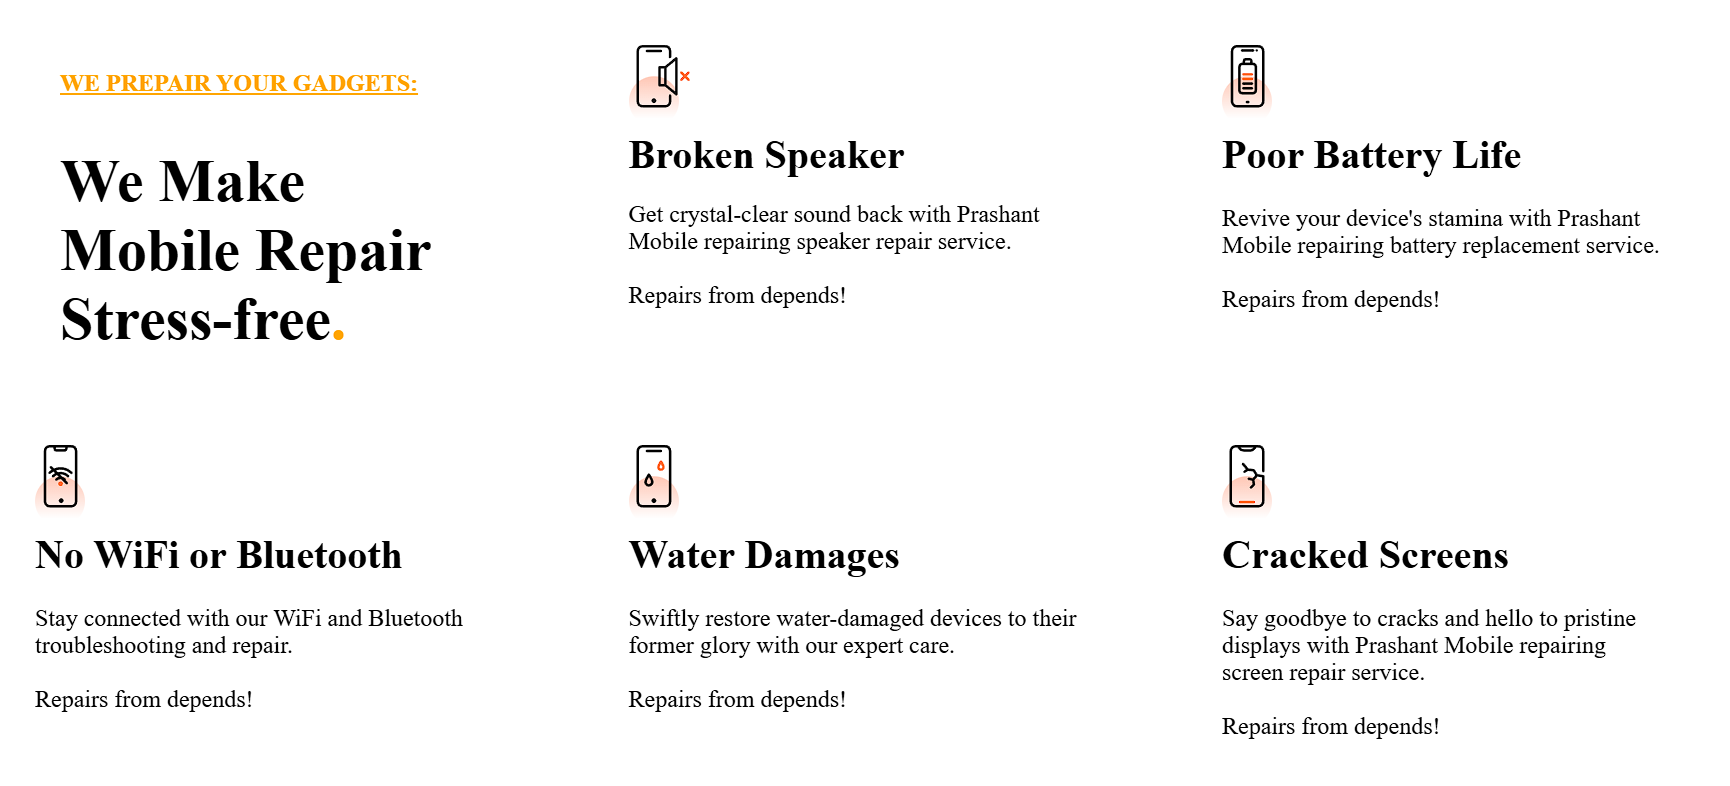 WE PREPAIR YOUR GADGETS:
We Make
Mobile Repair
Stress-free.
Broken Speaker
Get crystal-clear sound back with Prashant
Mobile repairing speaker repair service.
Repairs from depends!
Poor Battery Life
Revive your device's stamina with Prashant
Mobile repairing battery replacement service.
Repairs from depends!
No WiFi or Bluetooth
Stay connected with our WiFi and Bluetooth
troubleshooting and repair.
Repairs from depends!
Water Damages
Swiftly restore water-damaged devices to their
former glory with our expert care.
Repairs from depends!
Cracked Screens
Say goodbye to cracks and hello to pristine
displays with Prashant Mobile repairing
screen repair service.
Repairs from depends!